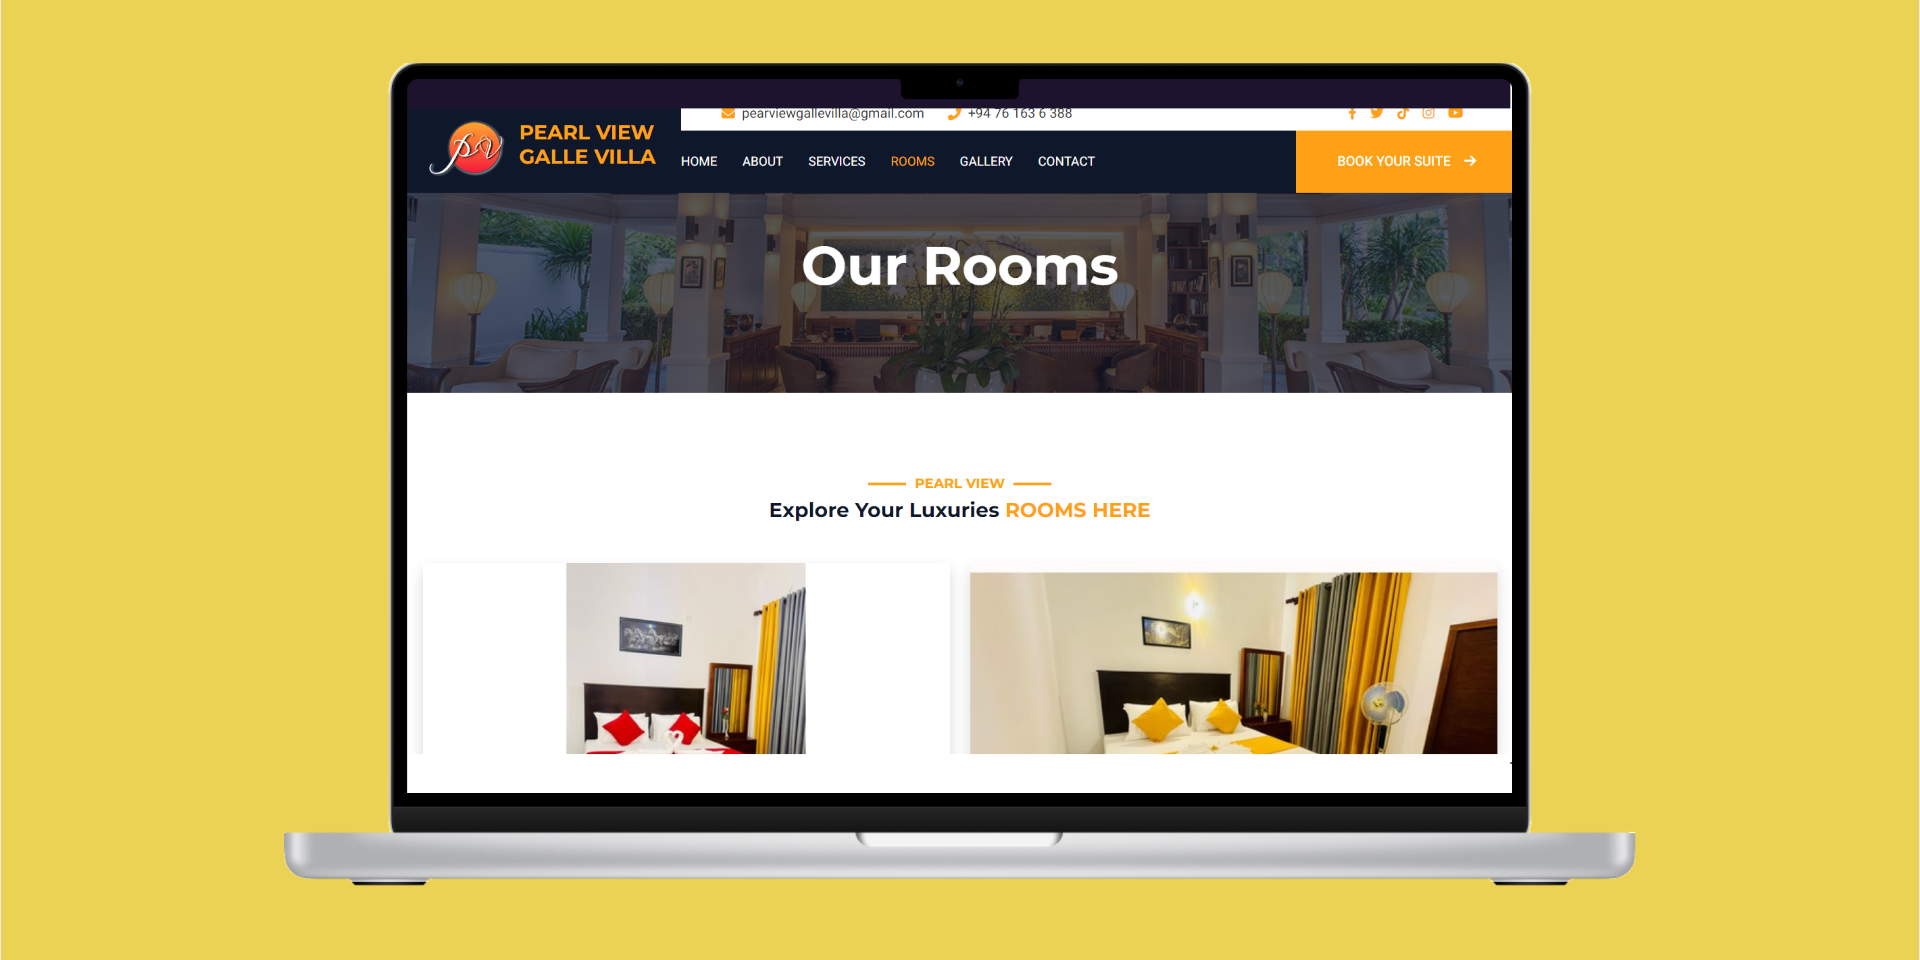 pearviewgallevilla@gmail.com +94 76 163 6 388
PV
PEARL VIEW
GALLE VILLA
HOME ABOUT SERVICES ROOMS GALLERY CONTACT
BOOK YOUR SUITE
Our Rooms
PEARL VIEW
Explore Your Luxuries ROOMS HERE